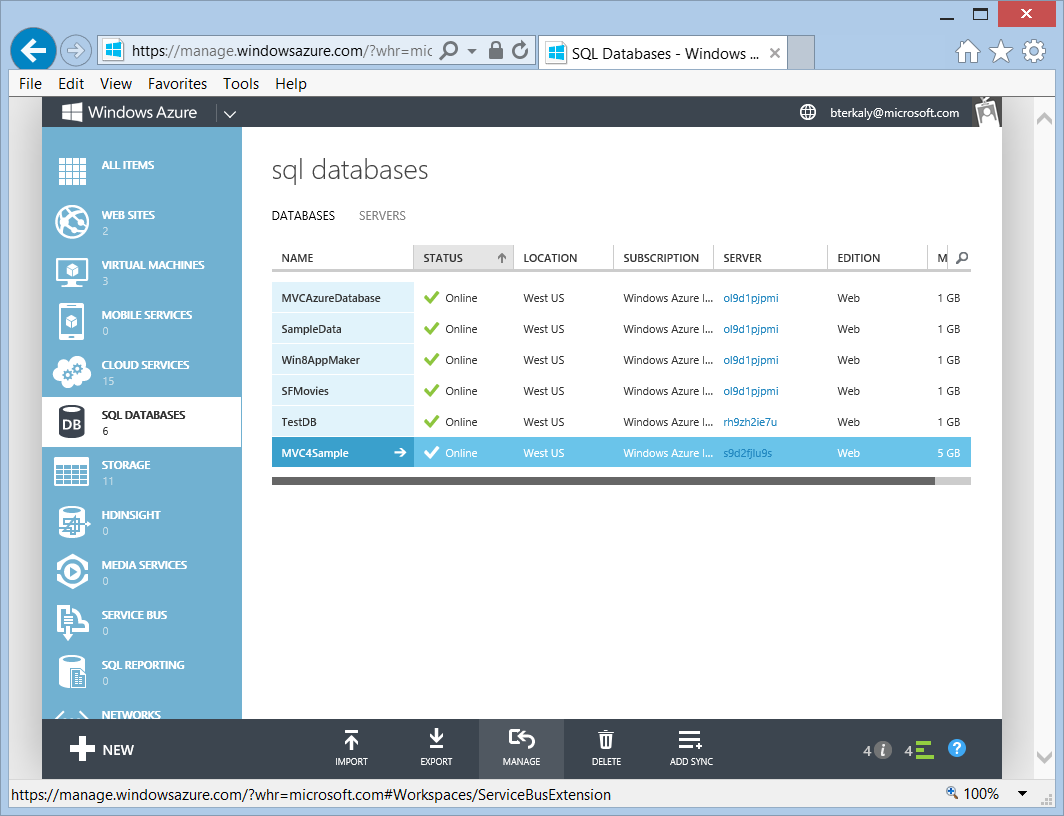 https://manage.windowsazure.com/?whr=mic
SQL Databases - Windows ...
File Edit View Favorites Tools Help
Windows Azure
bterkaly@microsoft.com
ALL ITEMS
WEB SITES
2
VIRTUAL MACHINES
3
MOBILE SERVICES
0
CLOUD SERVICES
15
DB
SQL DATABASES
6
STORAGE
11
HDINSIGHT
0
MEDIA SERVICES
0
SERVICE BUS
0
SQL REPORTING
0
NETWORKS
sql databases
DATABASES SERVERS
NAME STATUS LOCATION SUBSCRIPTION SERVER EDITION M
MVCAzureDatabase Online West US Windows Azure I... ol9d1pjpmi Web 1 GB
SampleData Online West US Windows Azure I... ol9d1pjpmi Web 1 GB
Win8AppMaker Online West US Windows Azure I... ol9d1pjpmi Web 1 GB
SFMovies Online West US Windows Azure I... ol9d1pjpmi Web 1 GB
TestDB Online West US Windows Azure I... rh9zh2ie7u Web 1 GB
MVC4Sample Online West US Windows Azure I... s9d2fjlu9s Web 5 GB
NEW IMPORT EXPORT MANAGE DELETE ADD SYNC 4 i 4 ?
https://manage.windowsazure.com/?whr=microsoft.com#Workspaces/ServiceBusExtension 100%